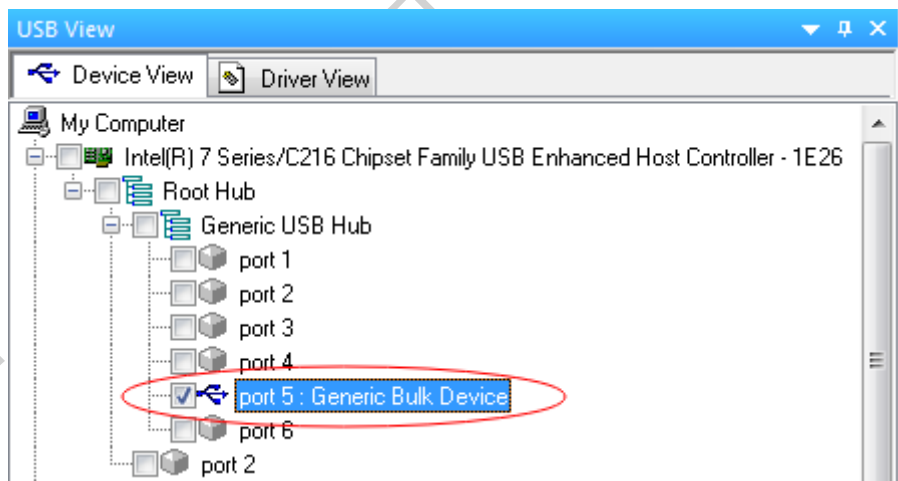 USB View
Device View Driver View
My Computer
Intel(R) 7 Series/C216 Chipset Family USB Enhanced Host Controller - 1E26
Root Hub
Generic USB Hub
port 1
port 2
port 3
port 4
port 5 : Generic Bulk Device
port 6
port 2